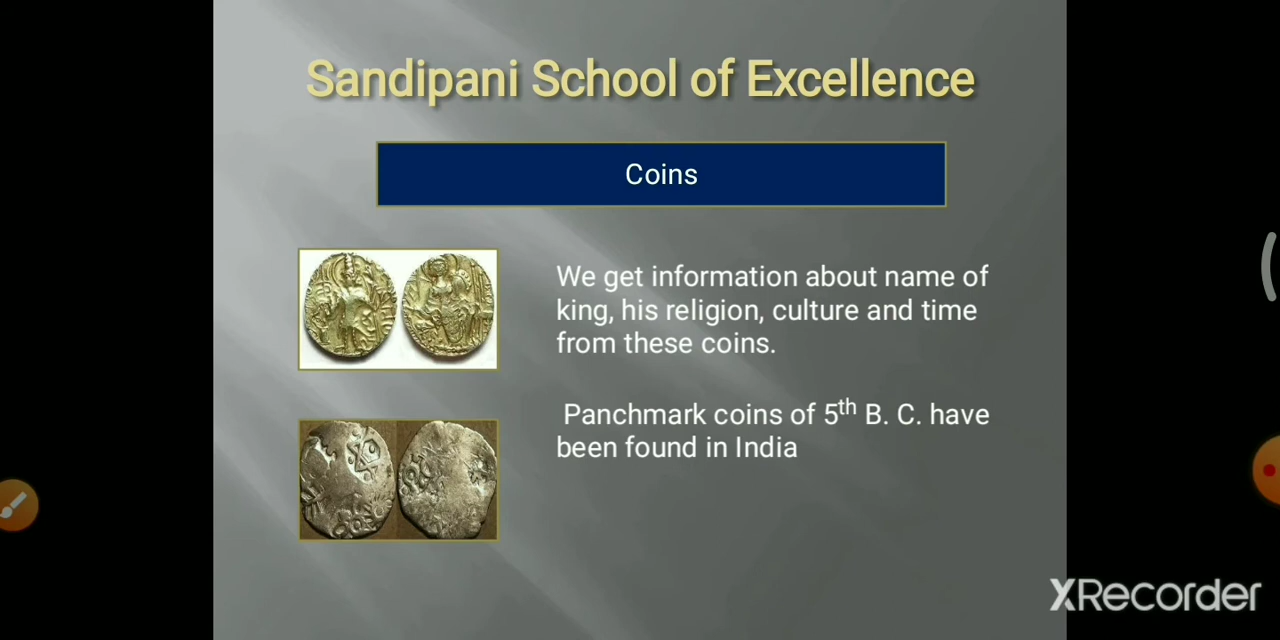 Sandipani School of Excellence
Coins
We get information about name of
king, his religion, culture and time
from these coins.
Panchmark coins of 5th B. C. have
been found in India
XRecorder